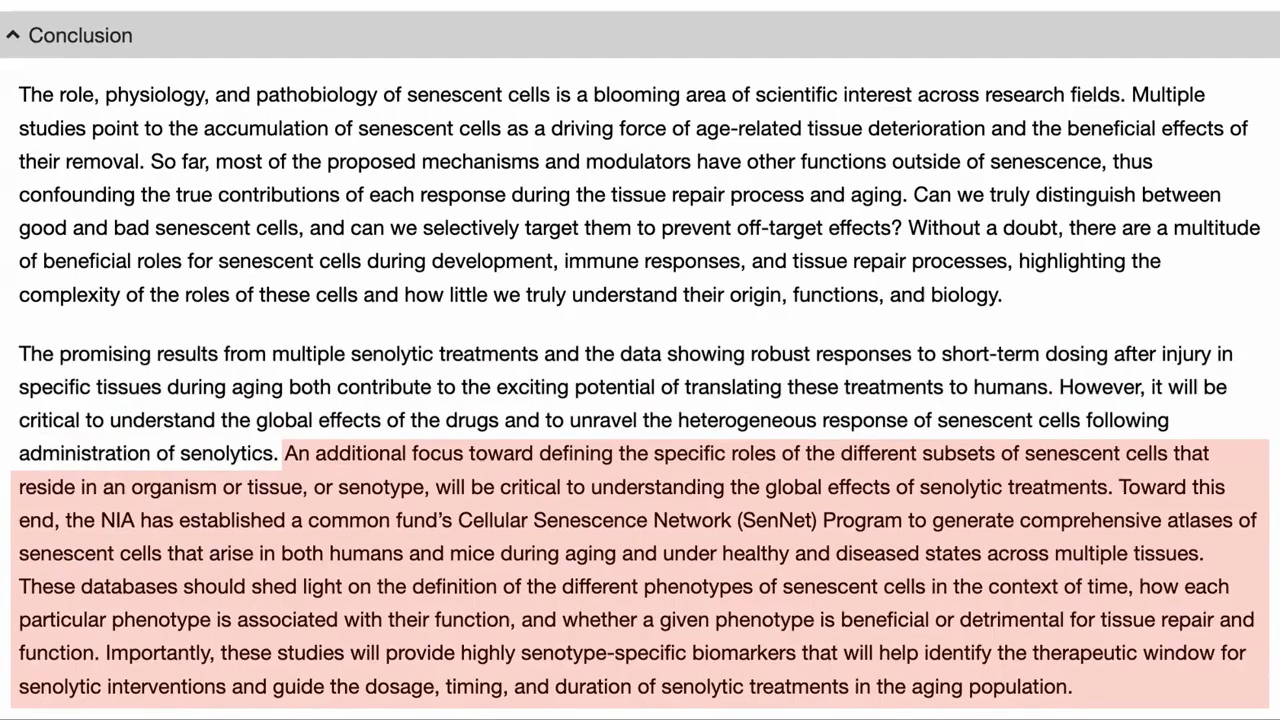 Conclusion
The role, physiology, and pathobiology of senescent cells is a blooming area of scientific interest across research fields. Multiple
studies point to the accumulation of senescent cells as a driving force of age-related tissue deterioration and the beneficial effects of
their removal. So far, most of the proposed mechanisms and modulators have other functions outside of senescence, thus
confounding the true contributions of each response during the tissue repair process and aging. Can we truly distinguish between
good and bad senescent cells, and can we selectively target them to prevent off-target effects? Without a doubt, there are a multitude
of beneficial roles for senescent cells during development, immune responses, and tissue repair processes, highlighting the
complexity of the roles of these cells and how little we truly understand their origin, functions, and biology.
The promising results from multiple senolytic treatments and the data showing robust responses to short-term dosing after injury in
specific tissues during aging both contribute to the exciting potential of translating these treatments to humans. However, it will be
critical to understand the global effects of the drugs and to unravel the heterogeneous response of senescent cells following
administration of senolytics. An additional focus toward defining the specific roles of the different subsets of senescent cells that
reside in an organism or tissue, or senotype, will be critical to understanding the global effects of senolytic treatments. Toward this
end, the NIA has established a common fund’s Cellular Senescence Network (SenNet) Program to generate comprehensive atlases of
senescent cells that arise in both humans and mice during aging and under healthy and diseased states across multiple tissues.
These databases should shed light on the definition of the different phenotypes of senescent cells in the context of time, how each
particular phenotype is associated with their function, and whether a given phenotype is beneficial or detrimental for tissue repair and
function. Importantly, these studies will provide highly senotype-specific biomarkers that will help identify the therapeutic window for
senolytic interventions and guide the dosage, timing, and duration of senolytic treatments in the aging population.